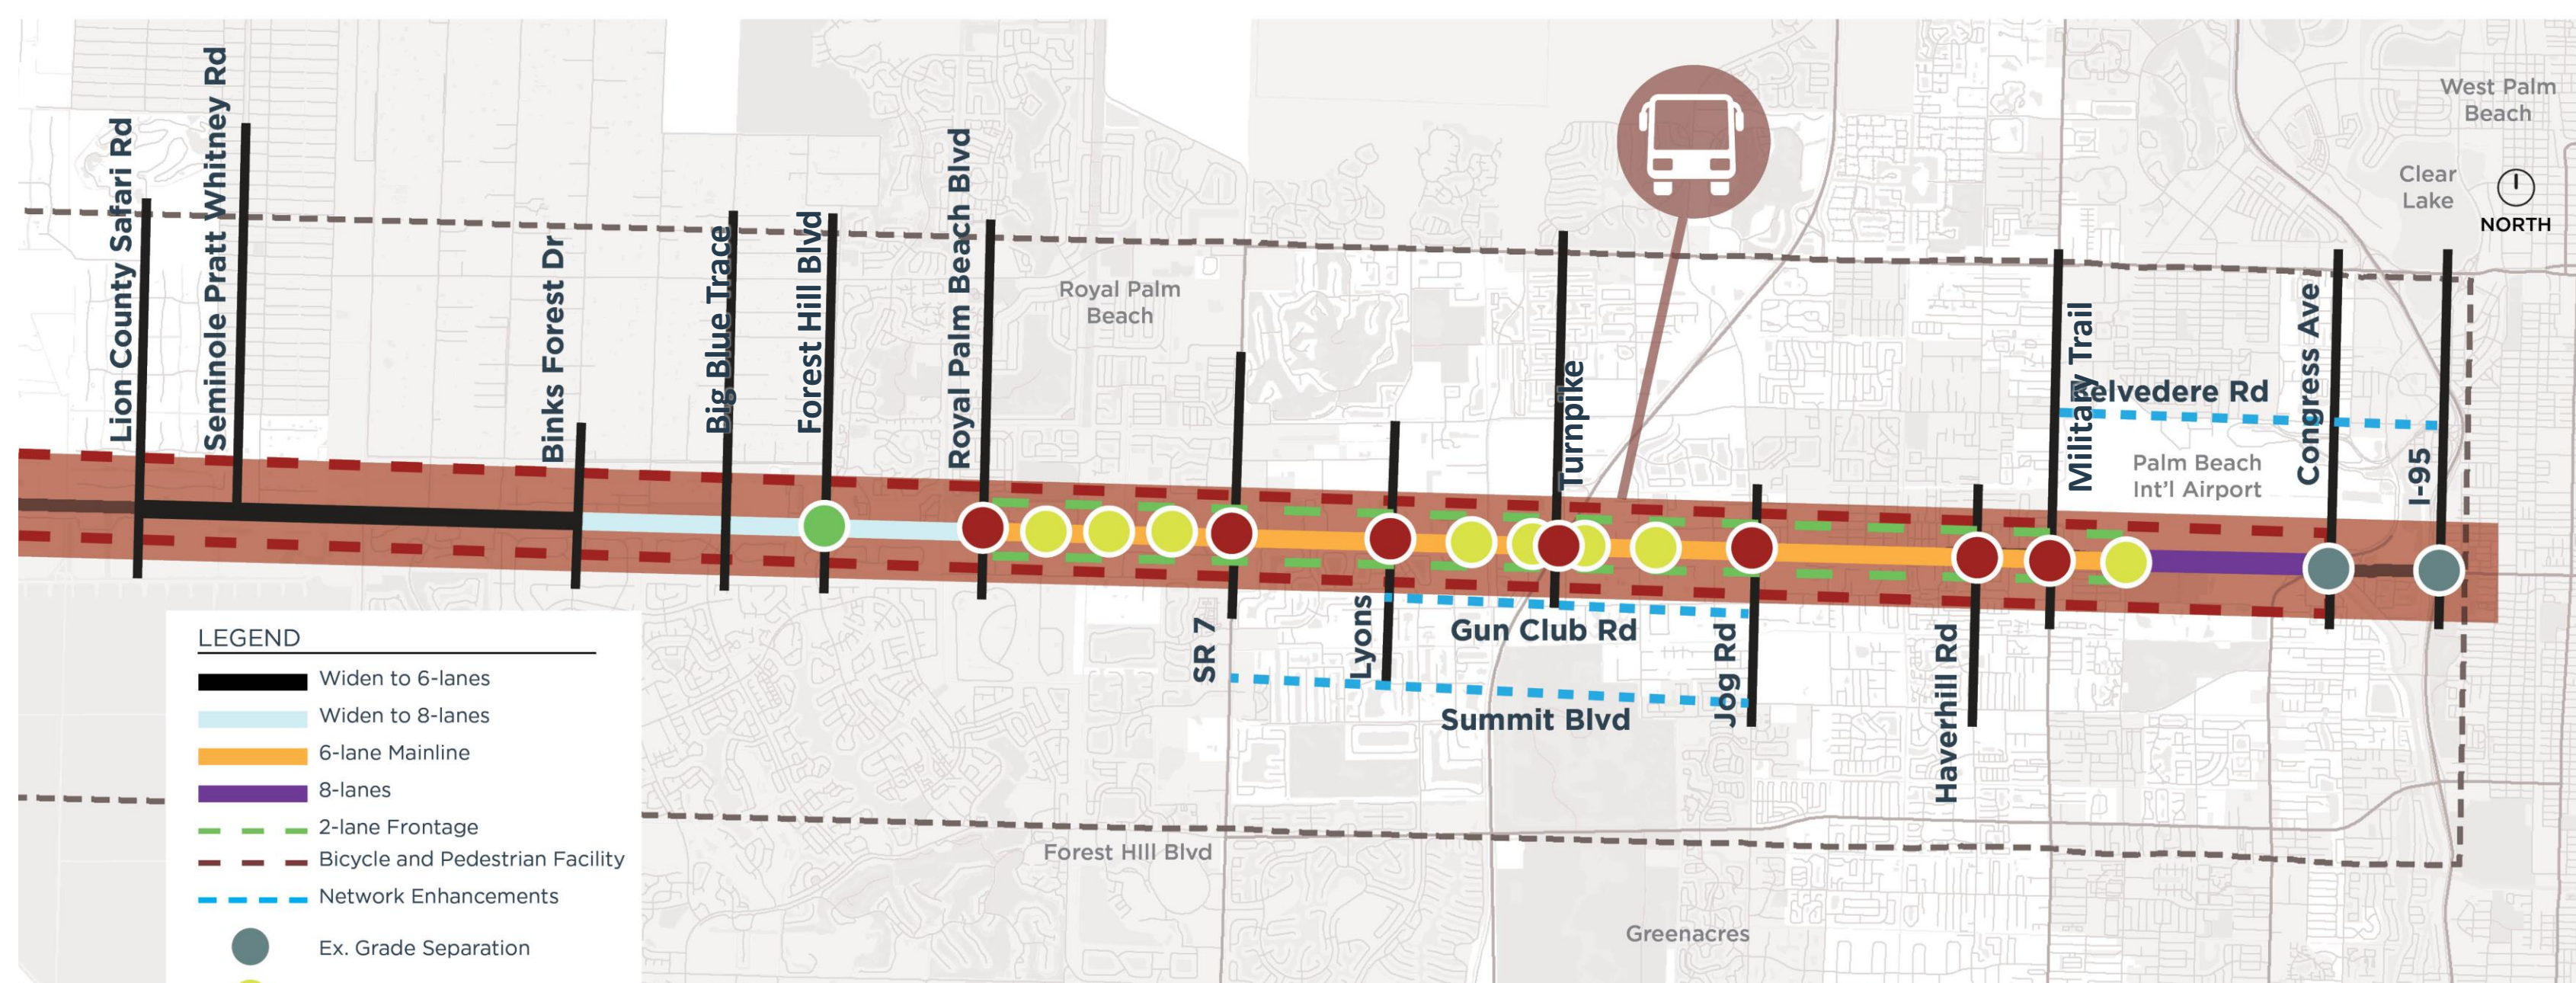 Lion County Safari Rd
Seminole Pratt Whitney Rd
Binks Forest Dr
Big Blue Trace
Forest Hill Blvd
Royal Palm Beach Blvd
Royal Palm
Beach
SR 7
Lyons
Turnpike
Gun Club Rd
Summit Blvd
Jog Rd
Haverhill Rd
Military Trail
Belvedere Rd
Palm Beach
Int'l Airport
Congress Ave
I-95
West Palm
Beach
Clear
Lake
NORTH
Forest HIll Blvd
Greenacres
LEGEND
Widen to 6-lanes
Widen to 8-lanes
6-lane Mainline
8-lanes
2-lane Frontage
Bicycle and Pedestrian Facility
Network Enhancements
Ex. Grade Separation